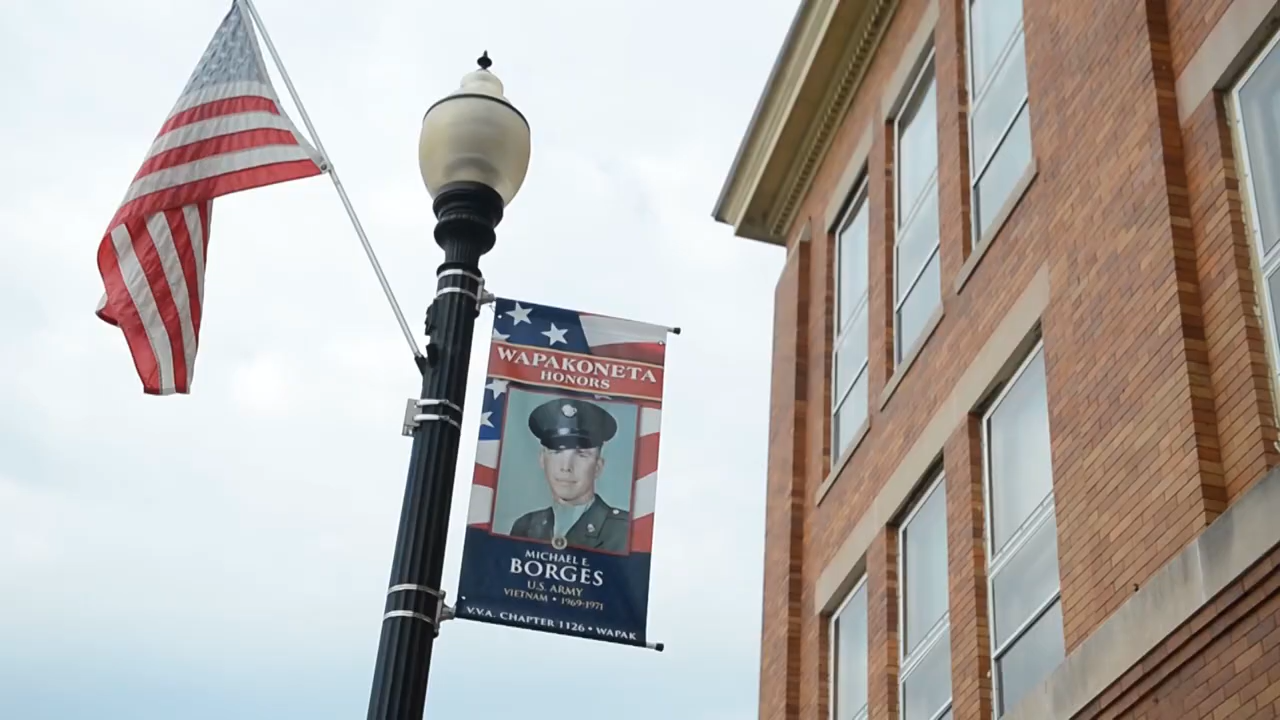 WAPAKONETA
HONORS
MICHAEL E.
BORGES
U.S. ARMY
VIETNAM • 1969-1971
V.V.A. CHAPTER 1126 • WAPAK